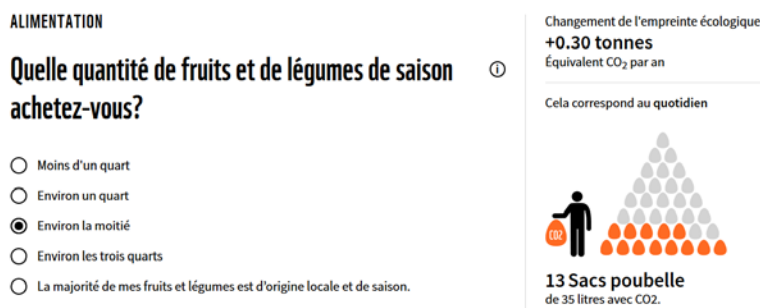 ALIMENTATION
Quelle quantité de fruits et de légumes de saison
achetez-vous?
Moins d'un quart
Environ un quart
Environ la moitié
Environ les trois quarts
La majorité de mes fruits et légumes est d'origine locale et de saison.
Changement de l'empreinte écologique
+0.30 tonnes
Équivalent CO₂ par an
Cela correspond au quotidien
CO2
13 Sacs poubelle
de 35 litres avec CO2.